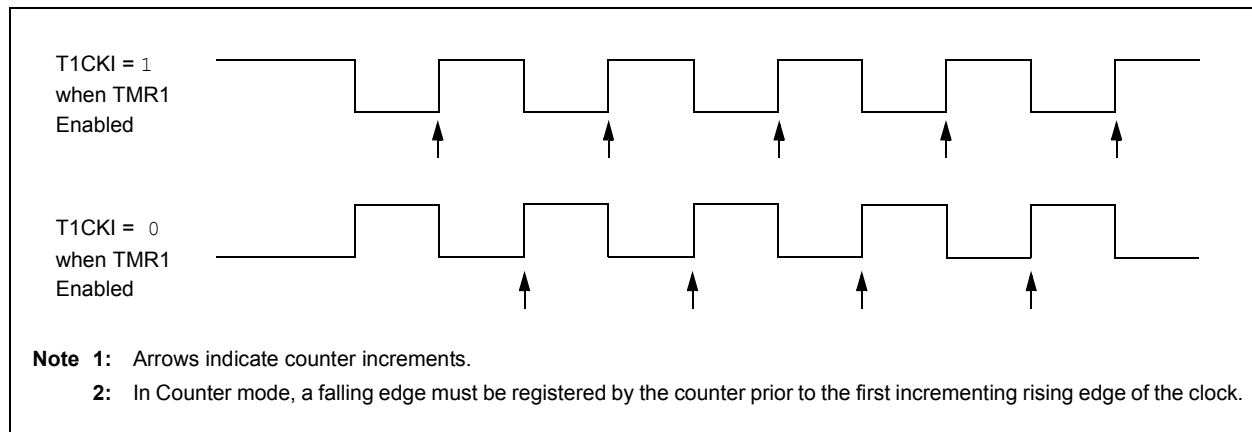 T1CKI = 1
when TMR1
Enabled
T1CKI = 0
when TMR1
Enabled
Note 1: Arrows indicate counter increments.
2: In Counter mode, a falling edge must be registered by the counter prior to the first incrementing rising edge of the clock.